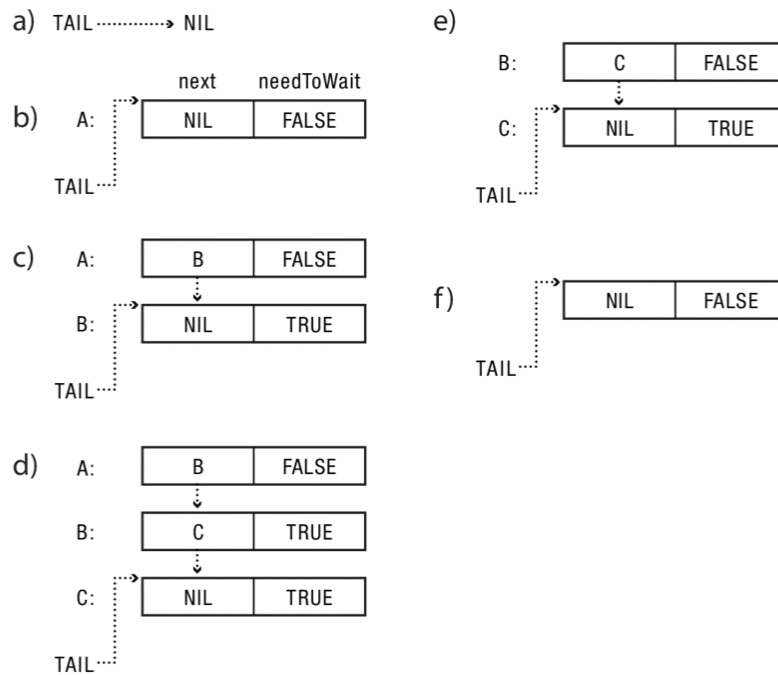 a) TAIL NIL
next needToWait
b) A: NIL FALSE
TAIL
c) A: B FALSE
B: NIL TRUE
TAIL
d) A: B FALSE
B: C TRUE
C: NIL TRUE
TAIL
e)
B: C FALSE
C: NIL TRUE
TAIL
f) NIL FALSE
TAIL